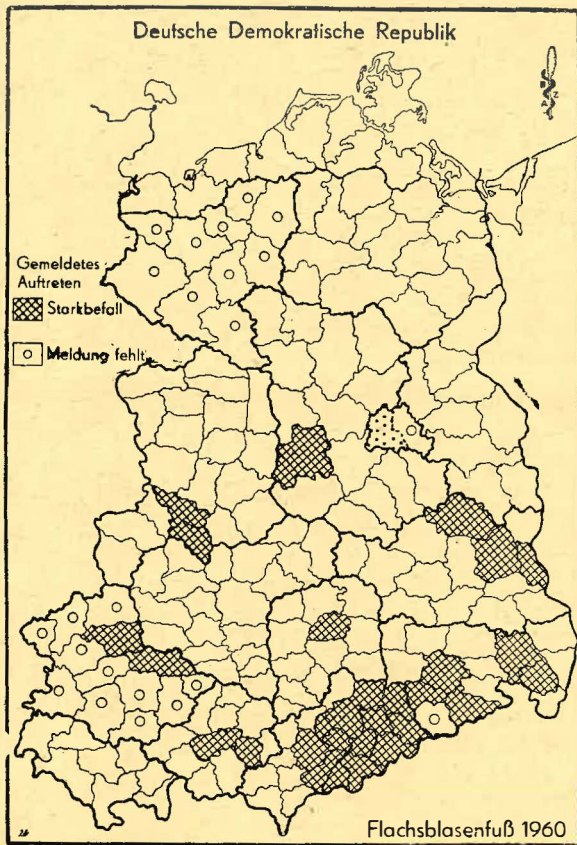 Deutsche Demokratische Republik
Gemeldetes
Auftreten
Starkbefall
Meldung fehlt
Flachsblasenfuß 1960